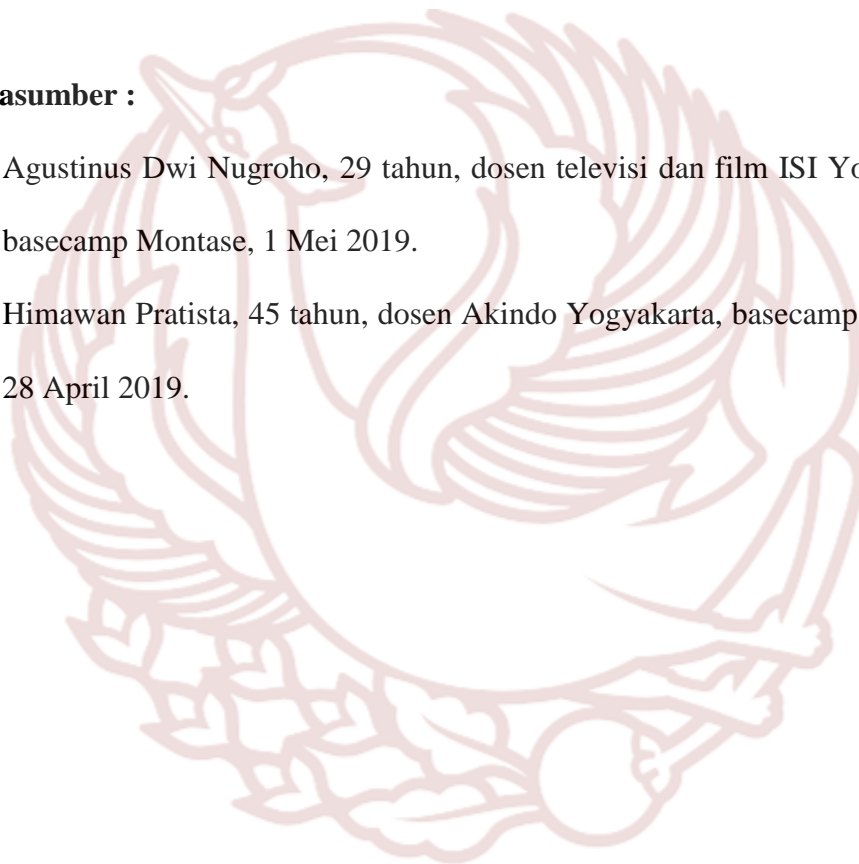 asumber :
Agustinus Dwi Nugroho, 29 tahun, dosen televisi dan film ISI Yo
basecamp Montase, 1 Mei 2019.
Himawan Pratista, 45 tahun, dosen Akindo Yogyakarta, basecamp
28 April 2019.